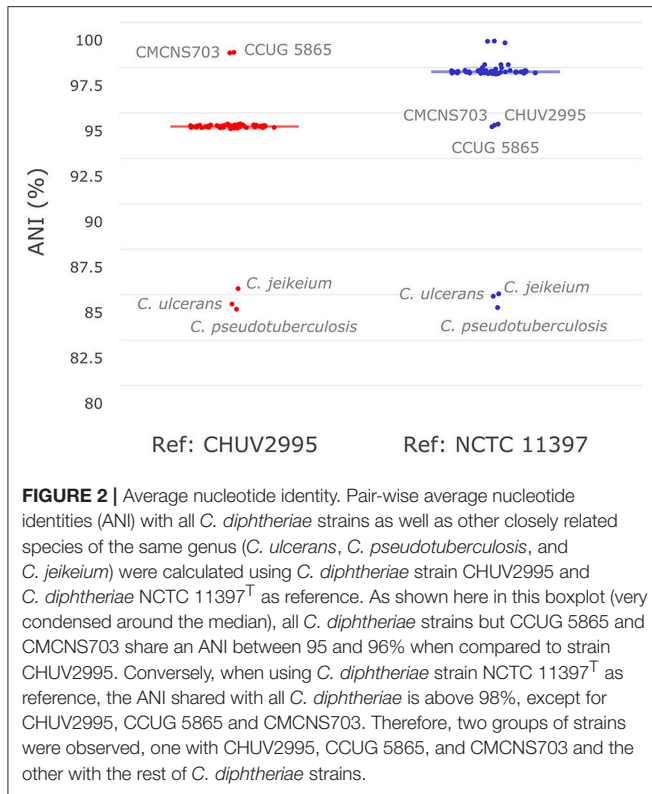 100
CMCNS703 CCUG 5865
97.5
CMCNS703 CHUV2995
95
CCUG 5865
92.5
ANI (%)
90
87.5
C. jeikeium C. jeikeium
C. ulcerans C. ulcerans
85
C. pseudotuberculosis C. pseudotuberculosis
82.5
80
Ref: CHUV2995 Ref: NCTC 11397
FIGURE 2 | Average nucleotide identity. Pair-wise average nucleotide
identities (ANI) with all C. diphtheriae strains as well as other closely related
species of the same genus (C. ulcerans, C. pseudotuberculosis, and
C. jeikeium) were calculated using C. diphtheriae strain CHUV2995 and
C. diphtheriae NCTC 11397T as reference. As shown here in this boxplot (very
condensed around the median), all C. diphtheriae strains but CCUG 5865 and
CMCNS703 share an ANI between 95 and 96% when compared to strain
CHUV2995. Conversely, when using C. diphtheriae strain NCTC 11397T as
reference, the ANI shared with all C. diphtheriae is above 98%, except for
CHUV2995, CCUG 5865 and CMCNS703. Therefore, two groups of strains
were observed, one with CHUV2995, CCUG 5865, and CMCNS703 and the
other with the rest of C. diphtheriae strains.